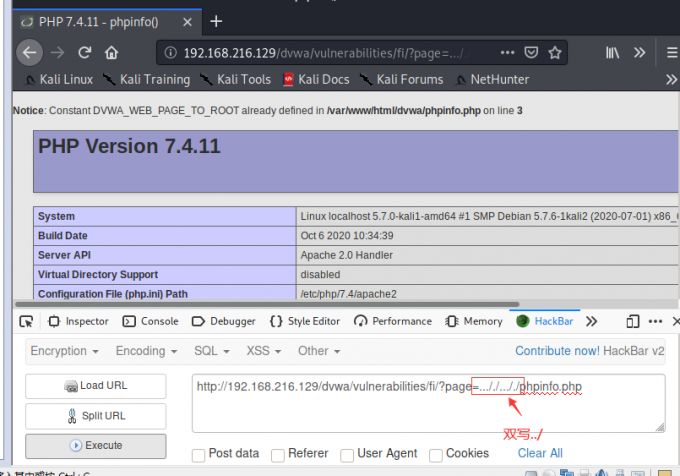 PHP 7.4.11 - phpinfo()
192.168.216.129/dvwa/vulnerabilities/fi/?page=.../.
Kali Linux Kali Training Kali Tools Kali Docs Kali Forums NetHunter
Notice: Constant DVWA_WEB_PAGE_TO_ROOT already defined in /var/www/html/dvwa/phpinfo.php on line 3
PHP Version 7.4.11
System Linux localhost 5.7.0-kali1-amd64 #1 SMP Debian 5.7.6-1kali2 (2020-07-01) x86_
Build Date Oct 6 2020 10:34:39
Server API Apache 2.0 Handler
Virtual Directory Support disabled
Configuration File (php.ini) Path /etc/php/7.4/apache2
Inspector Console Debugger Style Editor Performance Memory HackBar
Encryption Encoding SQL XSS Other Contribute now! HackBar v2
Load URL
http://192.168.216.129/dvwa/vulnerabilities/fi/?page=..././..././phpinfo.php
Split URL
双写../
Execute
Post data Referer User Agent Cookies Clear All